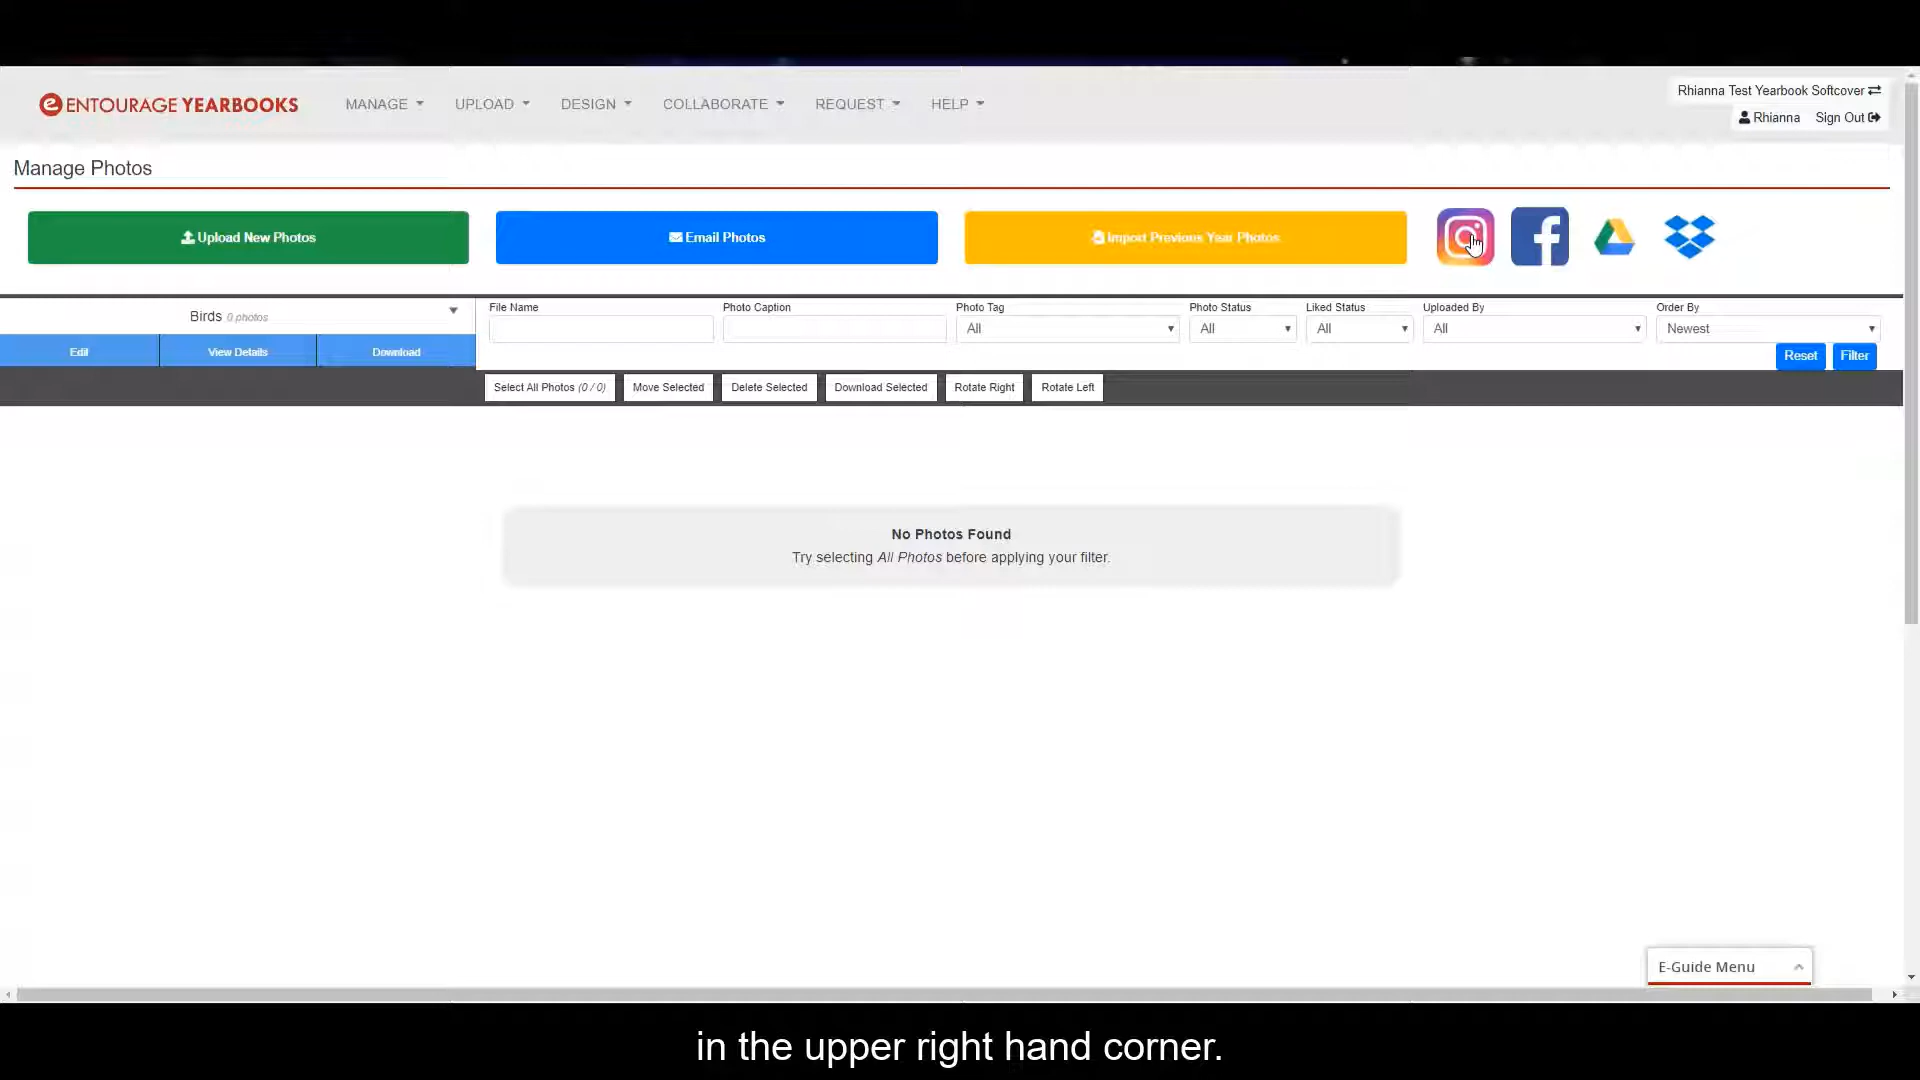 ENTOURAGE YEARBOOKS
MANAGE
UPLOAD
DESIGN
COLLABORATE
REQUEST
HELP
Rhianna Test Yearbook Softcover
Rhianna
Sign Out
Manage Photos
Upload New Photos
Email Photos
Import Previous Year Photos
Birds 0 photos
Edit
View Details
Download
File Name
Photo Caption
Photo Tag
Photo Status
Liked Status
Uploaded By
Order By
All
All
All
All
Newest
Reset
Filter
Select All Photos (0 / 0)
Move Selected
Delete Selected
Download Selected
Rotate Right
Rotate Left
No Photos Found
Try selecting All Photos before applying your filter.
E-Guide Menu
in the upper right hand corner.